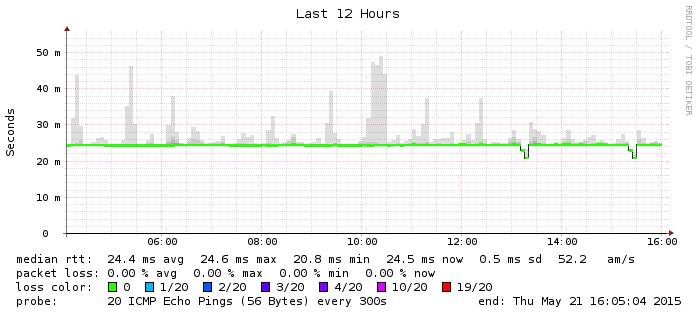 Last 12 Hours
RRDTOOL / TOBI OETIKER
Seconds
50 m
40 m
30 m
20 m
10 m
0
06:00 08:00 10:00 12:00 14:00 16:00
median rtt: 24.4 ms avg 24.6 ms max 20.8 ms min 24.5 ms now 0.5 ms sd 52.2 am/s
packet loss: 0.00 % avg 0.00 % max 0.00 % min 0.00 % now
loss color: 0 1/20 2/20 3/20 4/20 10/20 19/20
probe: 20 ICMP Echo Pings (56 Bytes) every 300s end: Thu May 21 16:05:04 2015